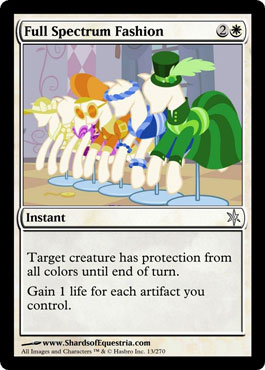 Full Spectrum Fashion 2
Instant
Target creature has protection from
all colors until end of turn.
Gain 1 life for each artifact you
control.
www.ShardsofEquestria.com
All Images and Characters ™ & © Hasbro Inc. 13/270